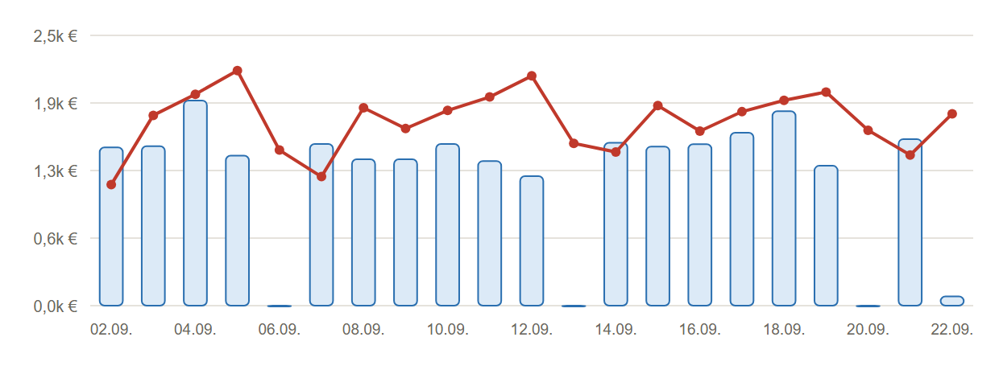 2,5k €
1,9k €
1,3k €
0,6k €
0,0k €
02.09. 04.09. 06.09. 08.09. 10.09. 12.09. 14.09. 16.09. 18.09. 20.09. 22.09.